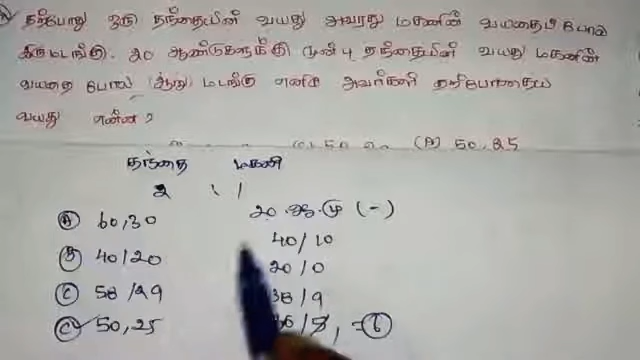 தற்போது ஒரு தந்தையின் வயது அவரது மகனின் வயதைப் போல
இருமடங்கு. 20 ஆண்டுகளுக்கு முன்பு தந்தையின் வயது மகனின்
வயதை போல மடங்கு எனில் அவர்களின் தற்போதைய
வயது என்ன?
(D) 50, 25
தந்தை மகன்
2 : 1
20.ஆ.மு (-)
(A) 60,30 40/10
(B) 40/20 20/0
(C) 58/29 38/9
50,25 /5, =6